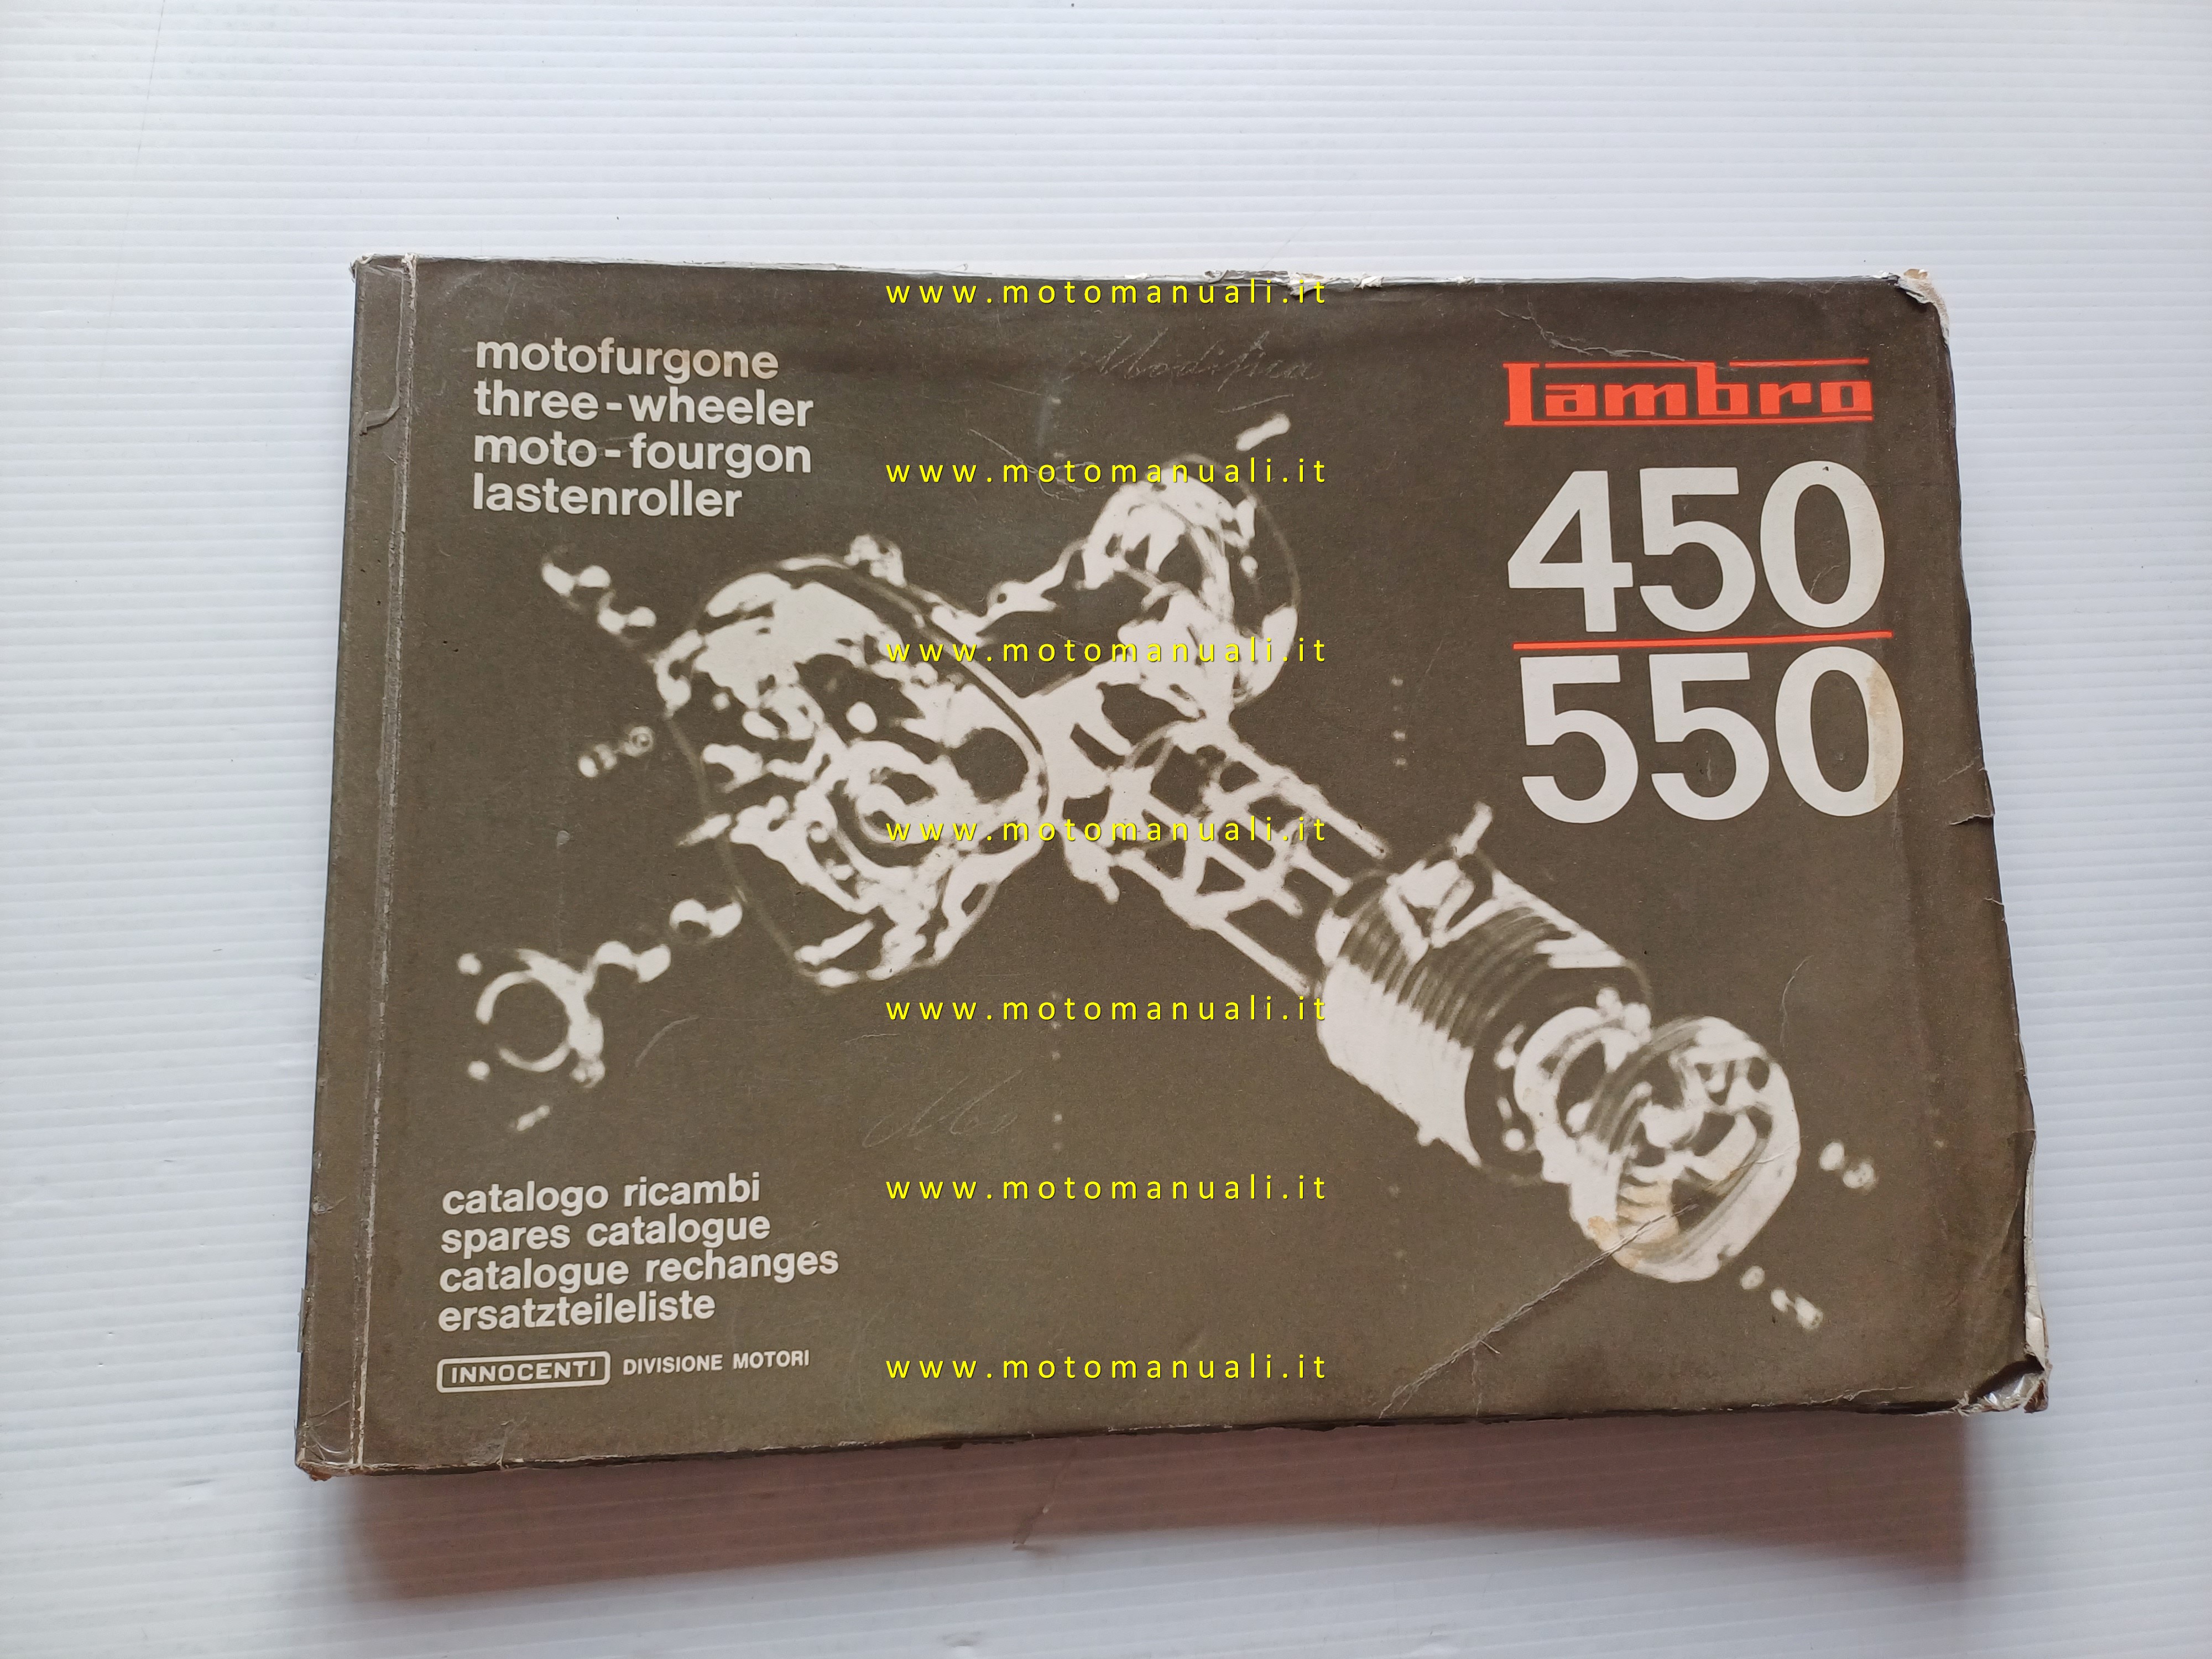 www.motomanuali.it
motofurgone
three-wheeler
moto-fourgon
lastenroller
Modifica
Lambro
450
550
www.motomanuali.it
www.motomanuali.it
www.motomanuali.it
www.motomanuali.it
www.motomanuali.it
catalogo ricambi
spares catalogue
catalogue rechanges
ersatzteileliste
INNOCENTI DIVISIONE MOTORI
www.motomanuali.it